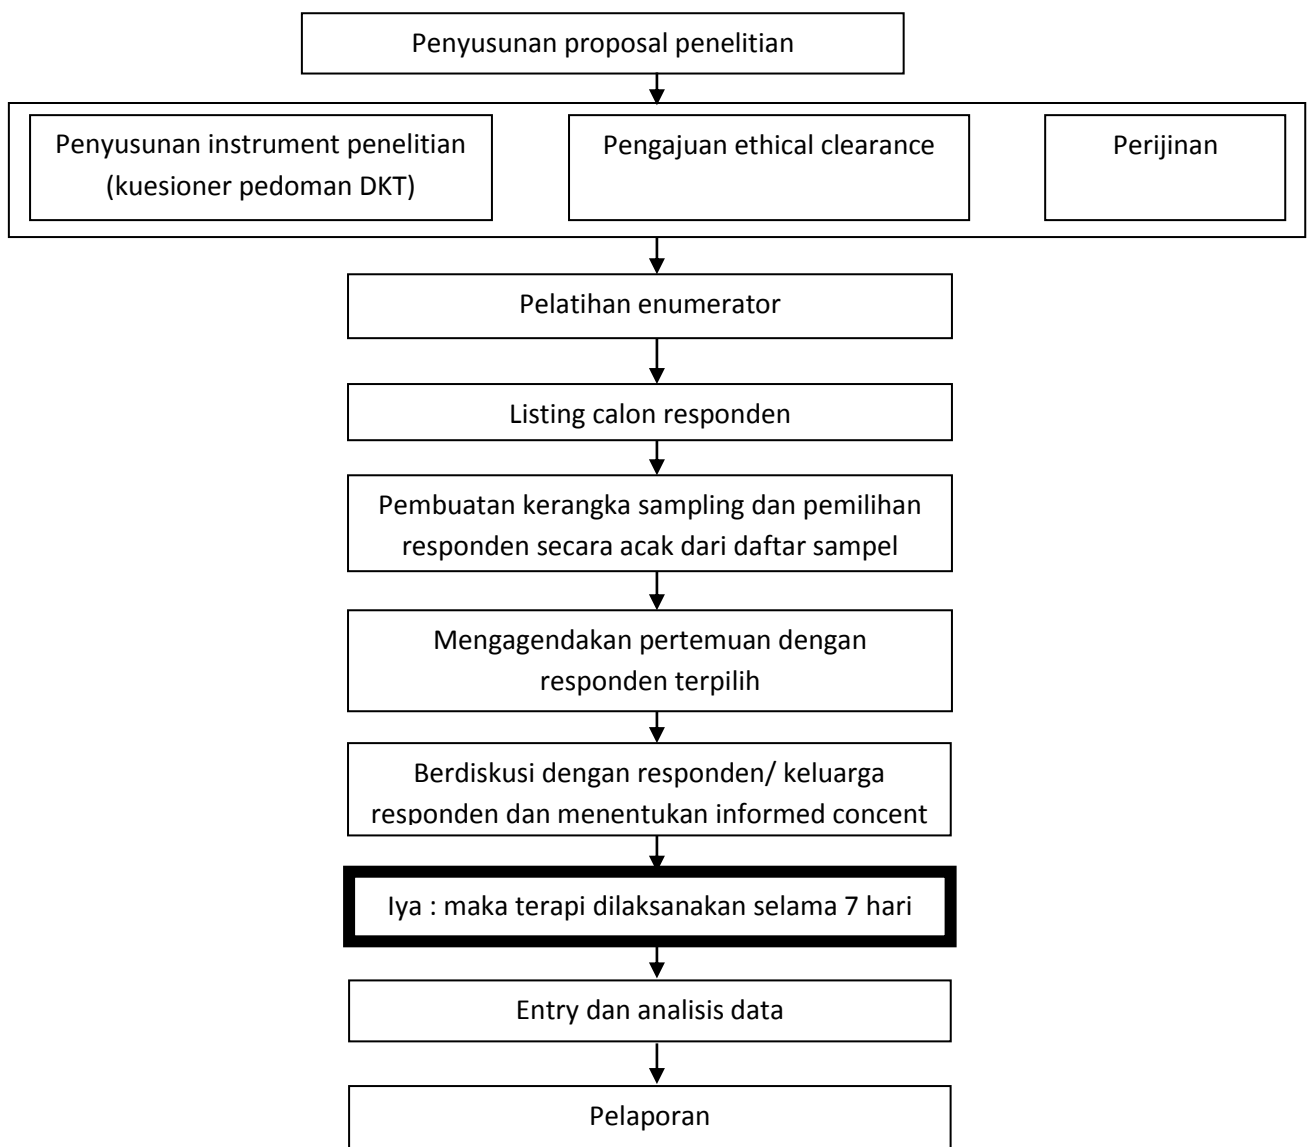 Penyusunan proposal penelitian
Penyusunan instrument penelitian
(kuesioner pedoman DKT)
Pengajuan ethical clearance
Perijinan
Pelatihan enumerator
Listing calon responden
Pembuatan kerangka sampling dan pemilihan
responden secara acak dari daftar sampel
Mengagendakan pertemuan dengan
responden terpilih
Berdiskusi dengan responden/ keluarga
responden dan menentukan informed concent
Iya : maka terapi dilaksanakan selama 7 hari
Entry dan analisis data
Pelaporan